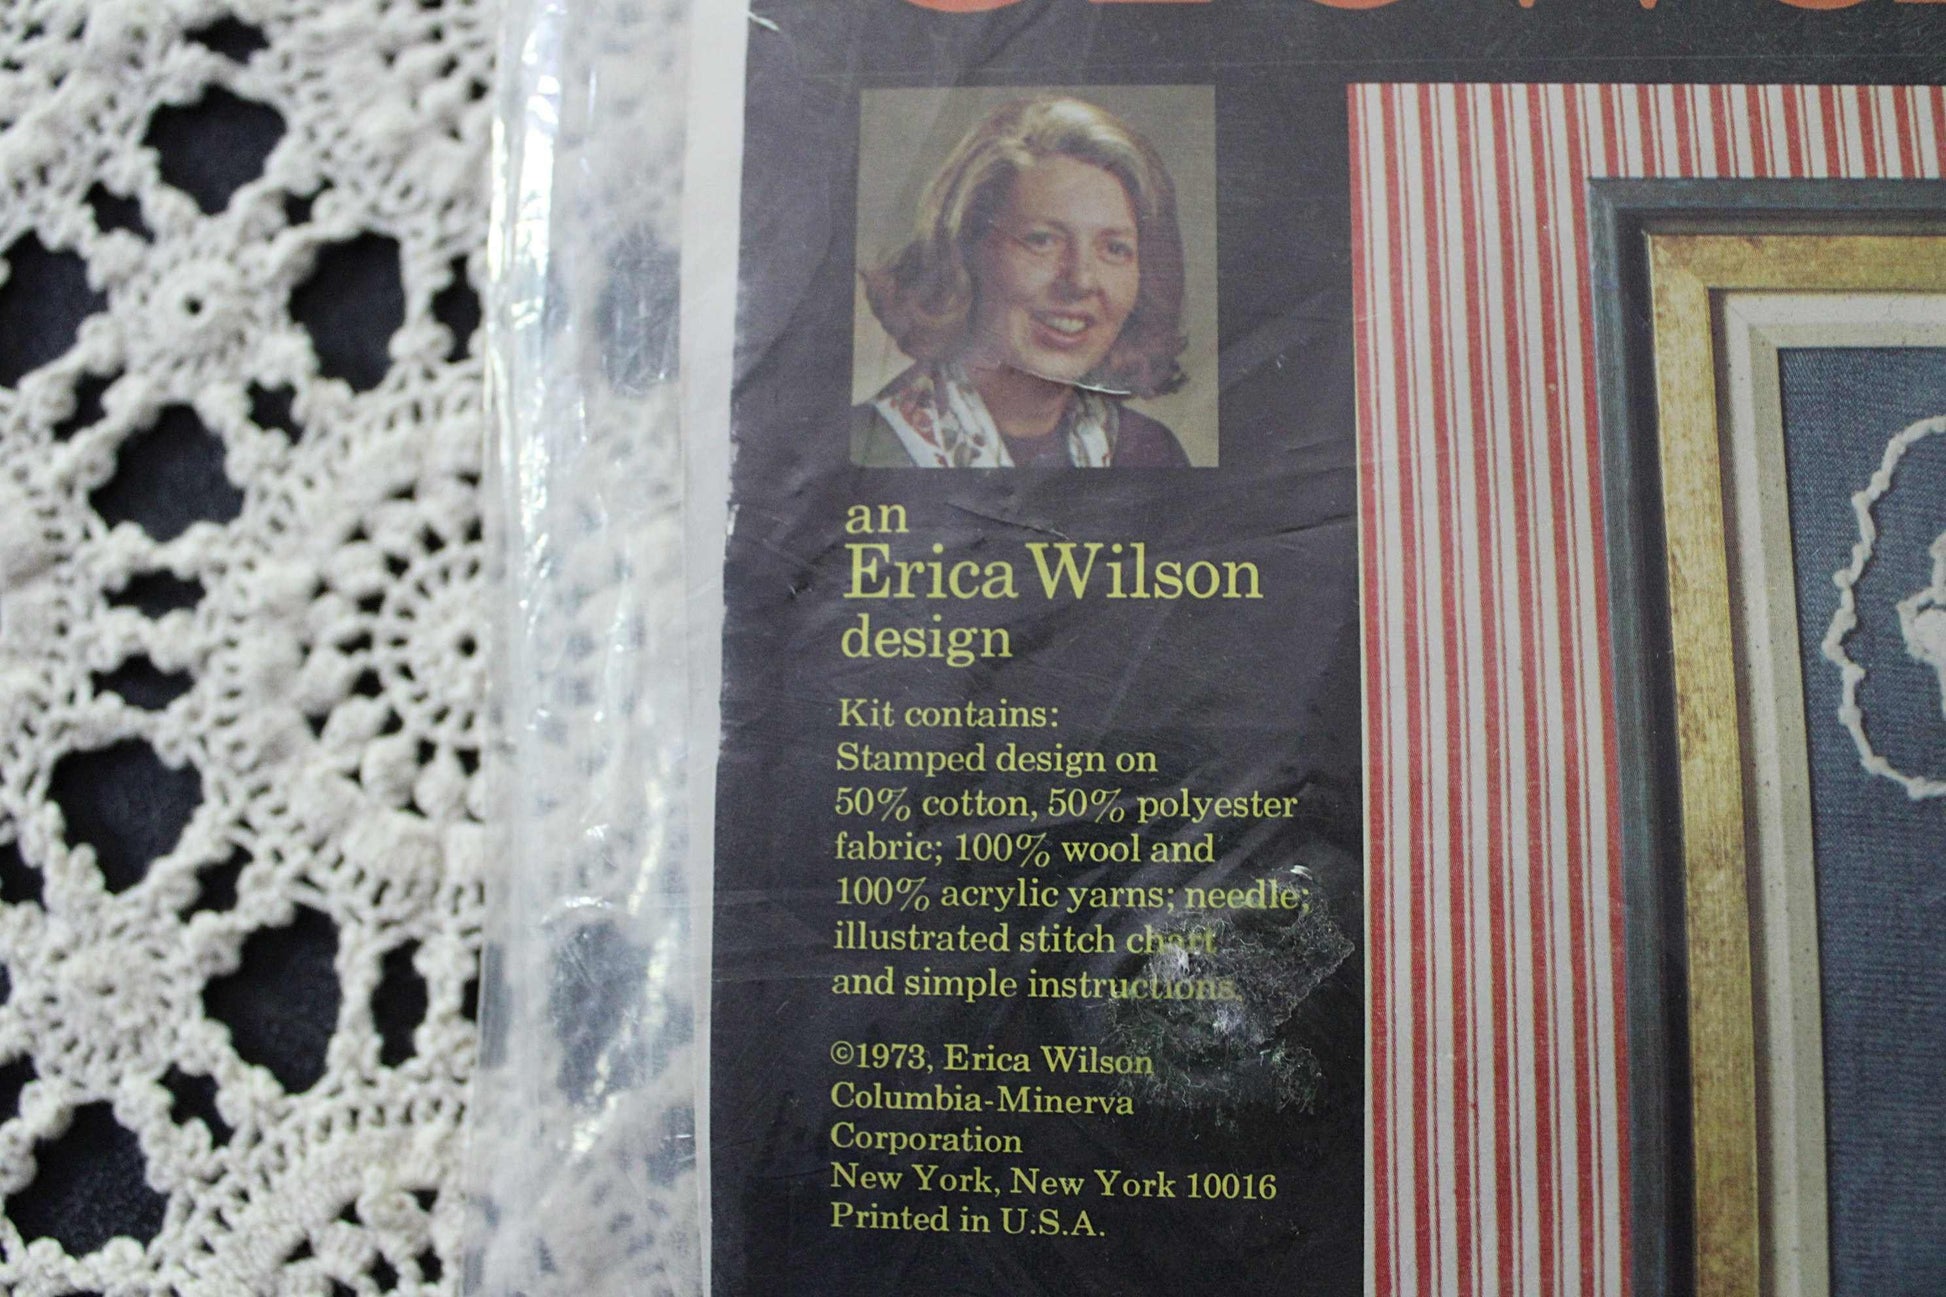 an
Erica Wilson
design
Kit contains:
Stamped design on
50% cotton, 50% polyester
fabric; 100% wool and
100% acrylic yarns; needle;
illustrated stitch chart
and simple instructions.
©1973, Erica Wilson
Columbia-Minerva
Corporation
New York, New York 10016
Printed in U.S.A.